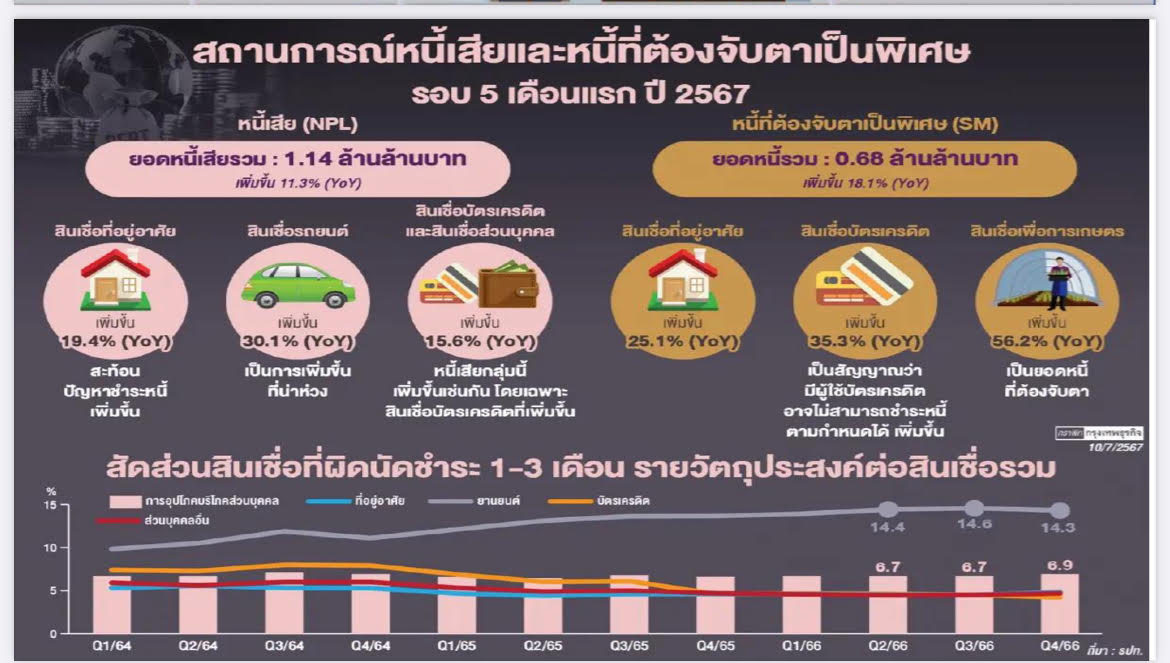 สถานการณ์หนี้เสียและหนี้ที่ต้องจับตาเป็นพิเศษ
รอบ 5 เดือนแรก ปี 2567
หนี้เสีย (NPL)
ยอดหนี้เสียรวม : 1.14 ล้านล้านบาท
เพิ่มขึ้น 11.3% (YoY)
สินเชื่อที่อยู่อาศัย
เพิ่มขึ้น
19.4% (YoY)
สะท้อน
ปัญหาชำระหนี้
เพิ่มขึ้น
สินเชื่อรถยนต์
เพิ่มขึ้น
30.1% (YoY)
เป็นการเพิ่มขึ้น
ที่น่าห่วง
สินเชื่อบัตรเครดิต
และสินเชื่อส่วนบุคคล
เพิ่มขึ้น
15.6% (YoY)
หนี้เสียกลุ่มนี้
เพิ่มขึ้นเช่นกัน โดยเฉพาะ
สินเชื่อบัตรเครดิตที่เพิ่มขึ้น
หนี้ที่ต้องจับตาเป็นพิเศษ (SM)
ยอดหนี้รวม : 0.68 ล้านล้านบาท
เพิ่มขึ้น 18.1% (YoY)
สินเชื่อที่อยู่อาศัย
เพิ่มขึ้น
25.1% (YoY)
สินเชื่อบัตรเครดิต
เพิ่มขึ้น
35.3% (YoY)
เป็นสัญญาณว่า
มีผู้ใช้บัตรเครดิต
อาจไม่สามารถชำระหนี้
ตามกำหนดได้ เพิ่มขึ้น
สินเชื่อเพื่อการเกษตร
เพิ่มขึ้น
56.2% (YoY)
เป็นยอดหนี้
ที่ต้องจับตา
กราฟิก กรุงเทพธุรกิจ
10/7/2567
สัดส่วนสินเชื่อที่ผิดนัดชำระ 1-3 เดือน รายวัตถุประสงค์ต่อสินเชื่อรวม
%
การอุปโภคบริโภคส่วนบุคคล ที่อยู่อาศัย ยานยนต์ บัตรเครดิต
ส่วนบุคคลอื่น
15
10
5
0
14.4 14.6 14.3
6.7 6.7 6.9
Q1/64 Q2/64 Q3/64 Q4/64 Q1/65 Q2/65 Q3/65 Q4/65 Q1/66 Q2/66 Q3/66 Q4/66
ที่มา : ธปท.